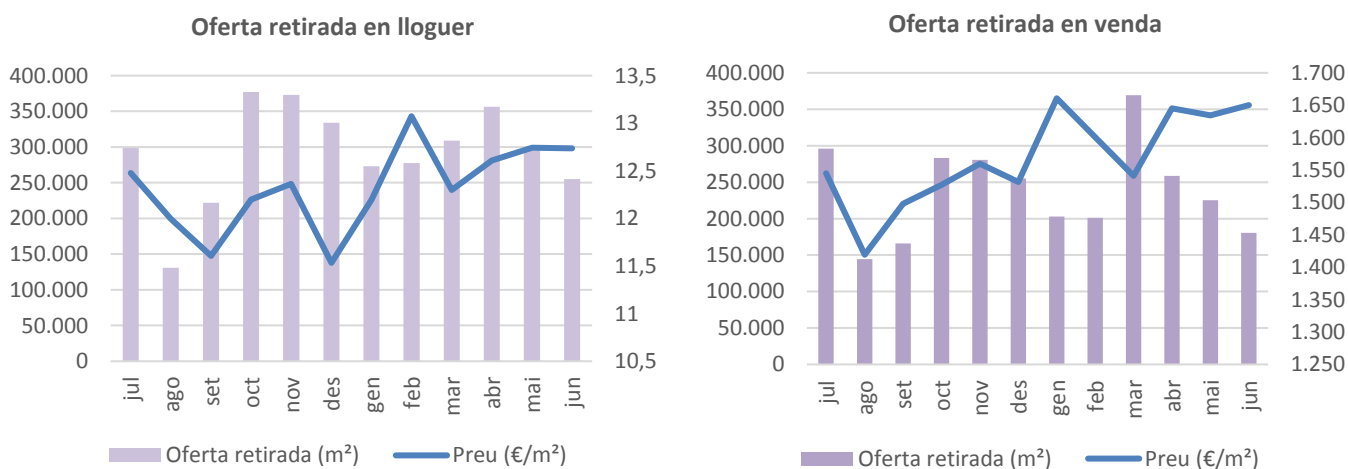 Oferta retirada en lloguer
400.000
350.000
300.000
250.000
200.000
150.000
100.000
50.000
0
13,5
13
12,5
12
11,5
11
10,5
jul
ago
set
oct
nov
des
gen
feb
mar
abr
mai
jun
Oferta retirada (m²)
Preu (€/m²)
Oferta retirada en venda
400.000
350.000
300.000
250.000
200.000
150.000
100.000
50.000
0
1.700
1.650
1.600
1.550
1.500
1.450
1.400
1.350
1.300
1.250
jul
ago
set
oct
nov
des
gen
feb
mar
abr
mai
jun
Oferta retirada (m²)
Preu (€/m²)